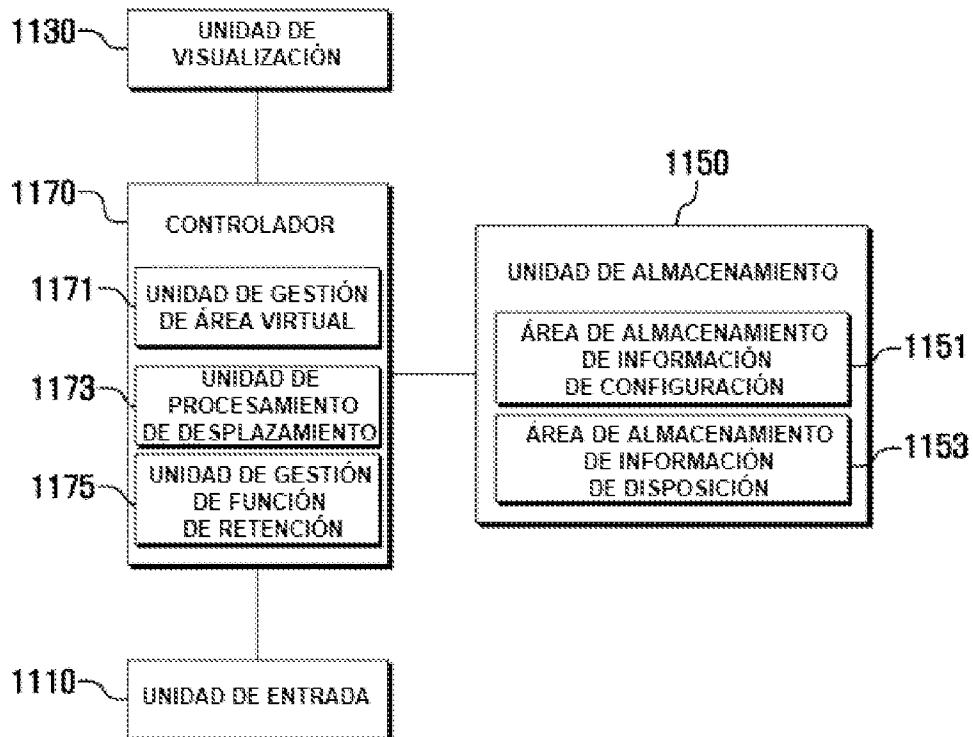 1130
UNIDAD DE
VISUALIZACIÓN
1170
CONTROLADOR
1171
UNIDAD DE GESTIÓN
DE ÁREA VIRTUAL
1173
UNIDAD DE
PROCESAMIENTO
DE DESPLAZAMIENTO
1175
UNIDAD DE GESTIÓN
DE FUNCIÓN
DE RETENCIÓN
1150
UNIDAD DE ALMACENAMIENTO
ÁREA DE ALMACENAMIENTO
DE INFORMACIÓN
DE CONFIGURACIÓN
1151
ÁREA DE ALMACENAMIENTO
DE INFORMACIÓN
DE DISPOSICIÓN
1153
1110
UNIDAD DE ENTRADA